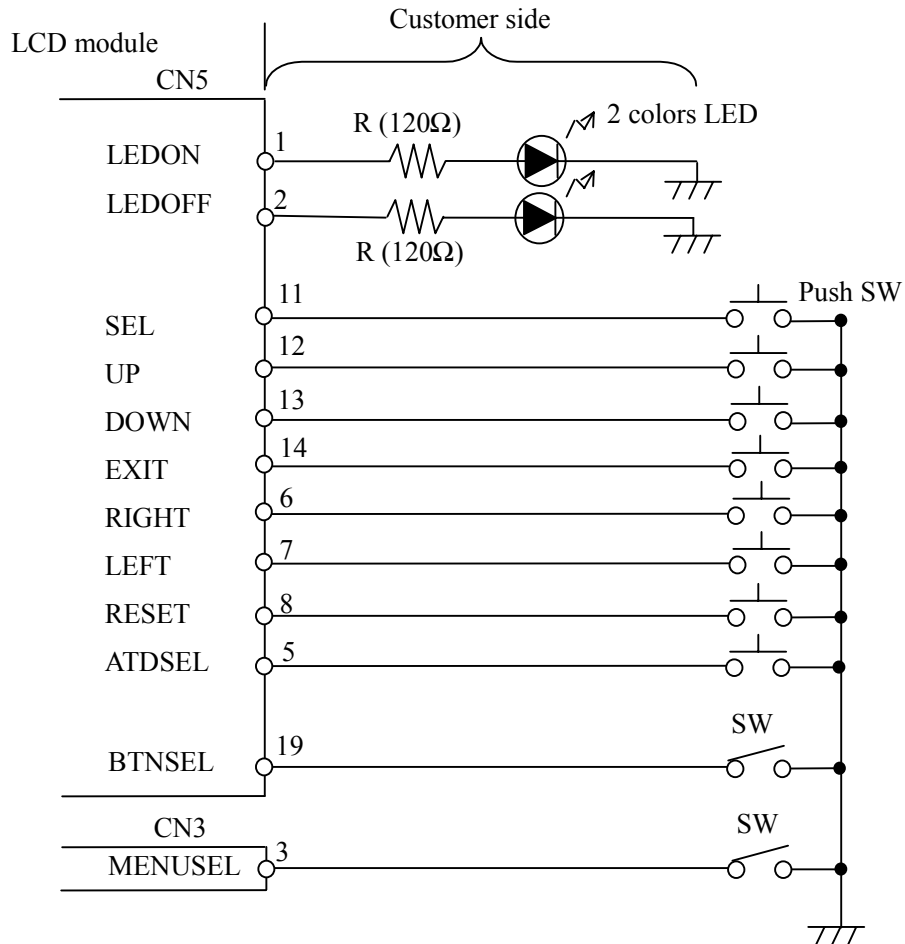 Customer side
LCD module
CN5
R (120Ω)
2 colors LED
LEDON 1
LEDOFF 2
R (120Ω)
Push SW
SEL 11
UP 12
DOWN 13
EXIT 14
RIGHT 6
LEFT 7
RESET 8
ATDSEL 5
SW
BTNSEL 19
CN3
SW
MENUSEL 3